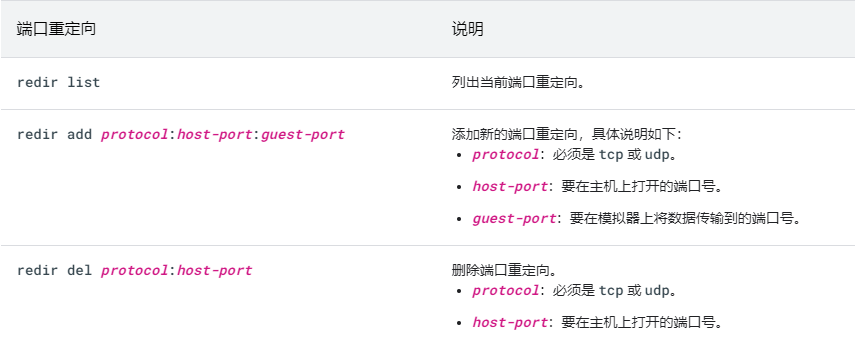 端口重定向 说明
redir list 列出当前端口重定向。
redir add protocol:host-port:guest-port 添加新的端口重定向，具体说明如下：
• protocol：必须是 tcp 或 udp。
• host-port：要在主机上打开的端口号。
• guest-port：要在模拟器上将数据传输到的端口号。
redir del protocol:host-port 删除端口重定向。
• protocol：必须是 tcp 或 udp。
• host-port：要在主机上打开的端口号。